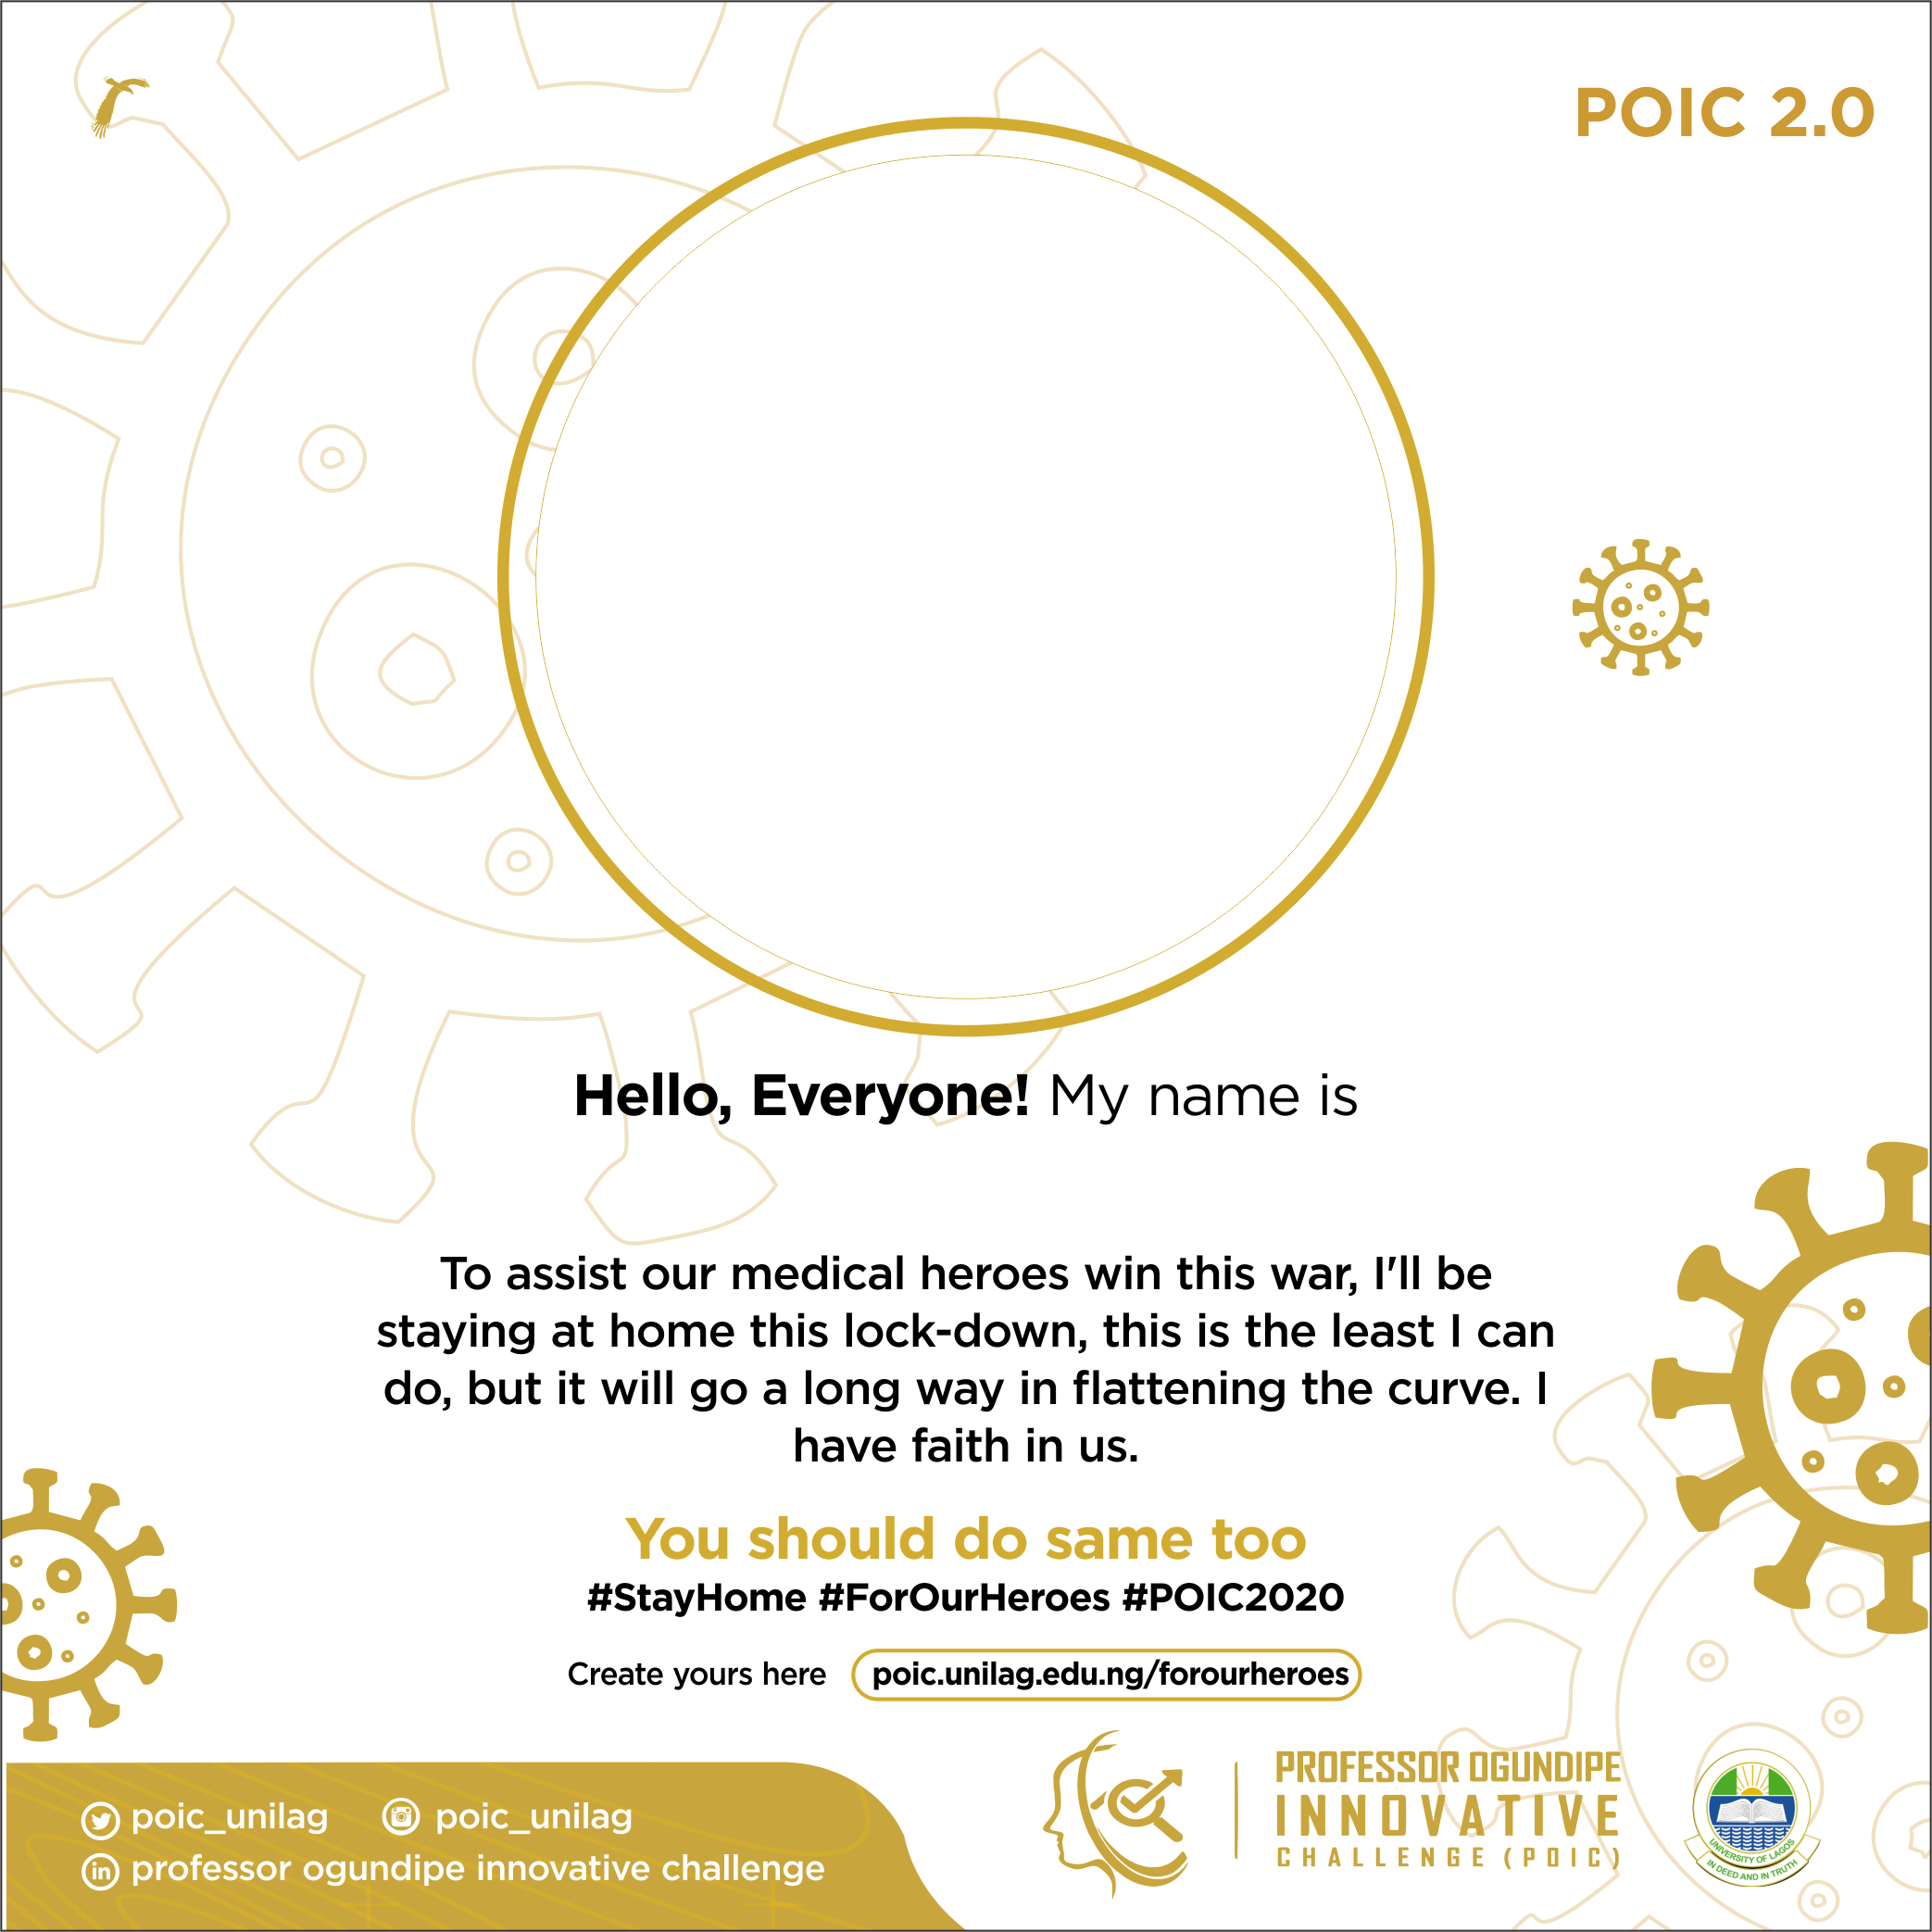 POIC 2.0
Hello, Everyone! My name is
To assist our medical heroes win this war, I'll be
staying at home this lock-down, this is the least I can
do, but it will go a long way in flattening the curve. I
have faith in us.
You should do same too
#StayHome #ForOurHeroes #POIC2020
Create yours here poic.unilag.edu.ng/forourheroes
poic_unilag poic_unilag
professor ogundipe innovative challenge
PROFESSOR OGUNDIPE
INNOVATIVE
CHALLENGE (POIC)
UNIVERSITY OF LAGOS
IN DEED AND IN TRUTH